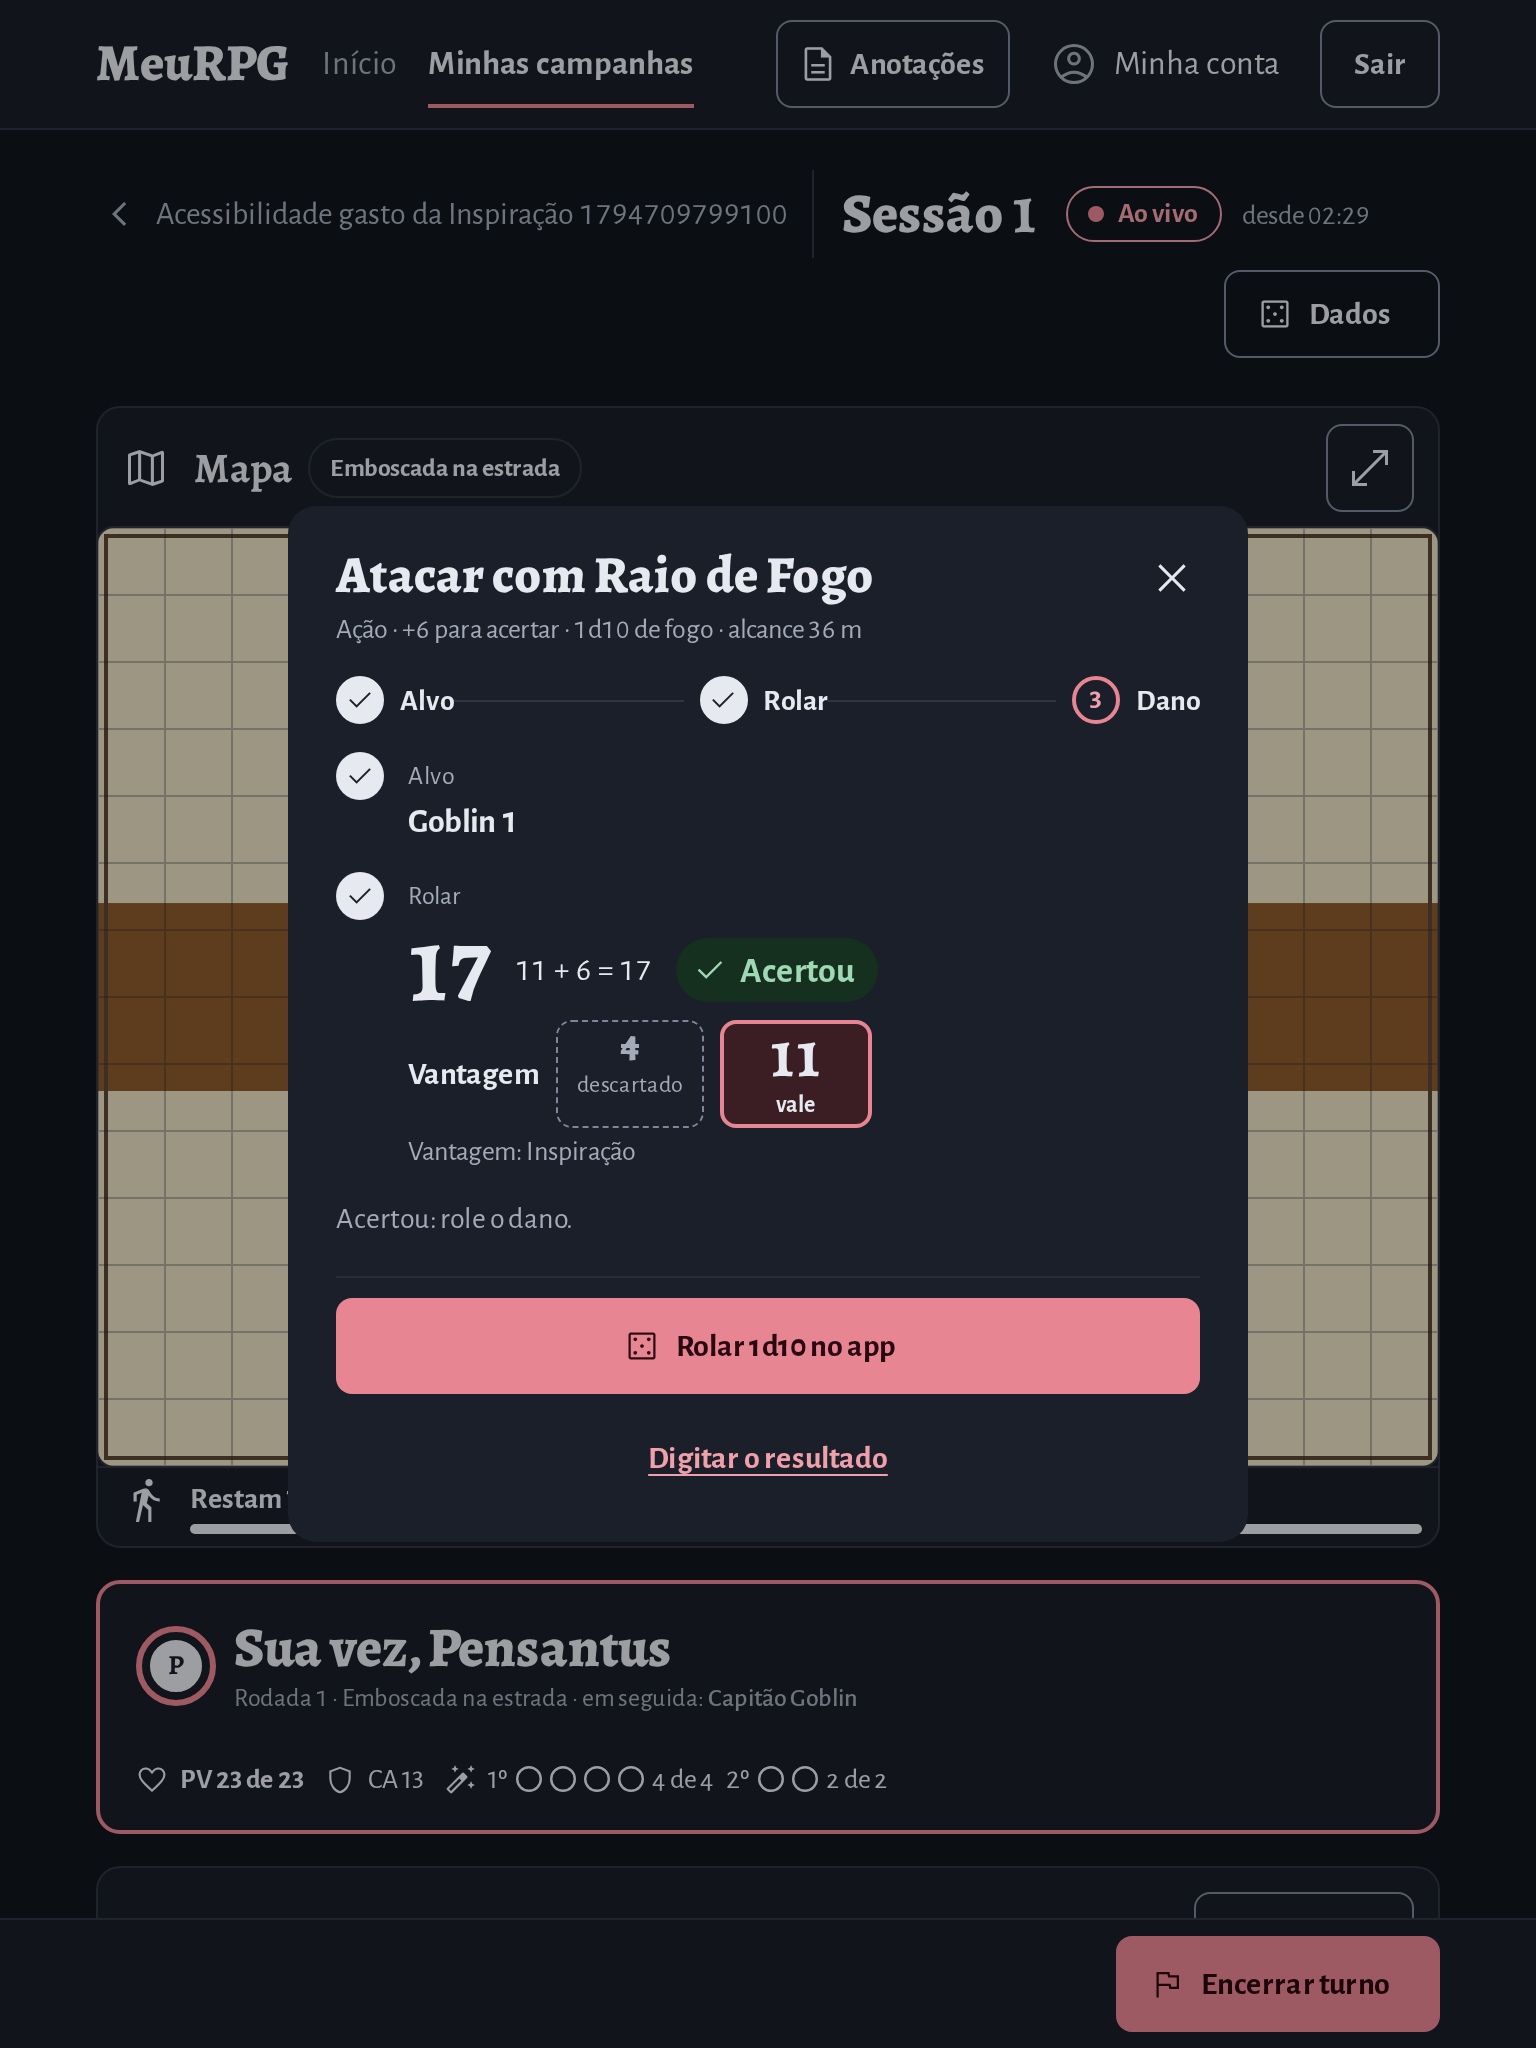 MeuRPG Início Minhas campanhas Anotações Minha conta Sair
Acessibilidade gasto da Inspiração 1794709799100 Sessão 1 Ao vivo desde 02:29
Dados
Mapa Emboscada na estrada
Atacar com Raio de Fogo
Ação · +6 para acertar · 1d10 de fogo · alcance 36 m
Alvo Rolar 3 Dano
Alvo
Goblin 1
Rolar
17 11 + 6 = 17 Acertou
Vantagem 4 descartado 11 vale
Vantagem: Inspiração
Acertou: role o dano.
Rolar 1d10 no app
Digitar o resultado
Restam
P Sua vez, Pensantus
Rodada 1 · Emboscada na estrada · em seguida: Capitão Goblin
PV 23 de 23 CA 13 1º 4 de 4 2º 2 de 2
Encerrar turno